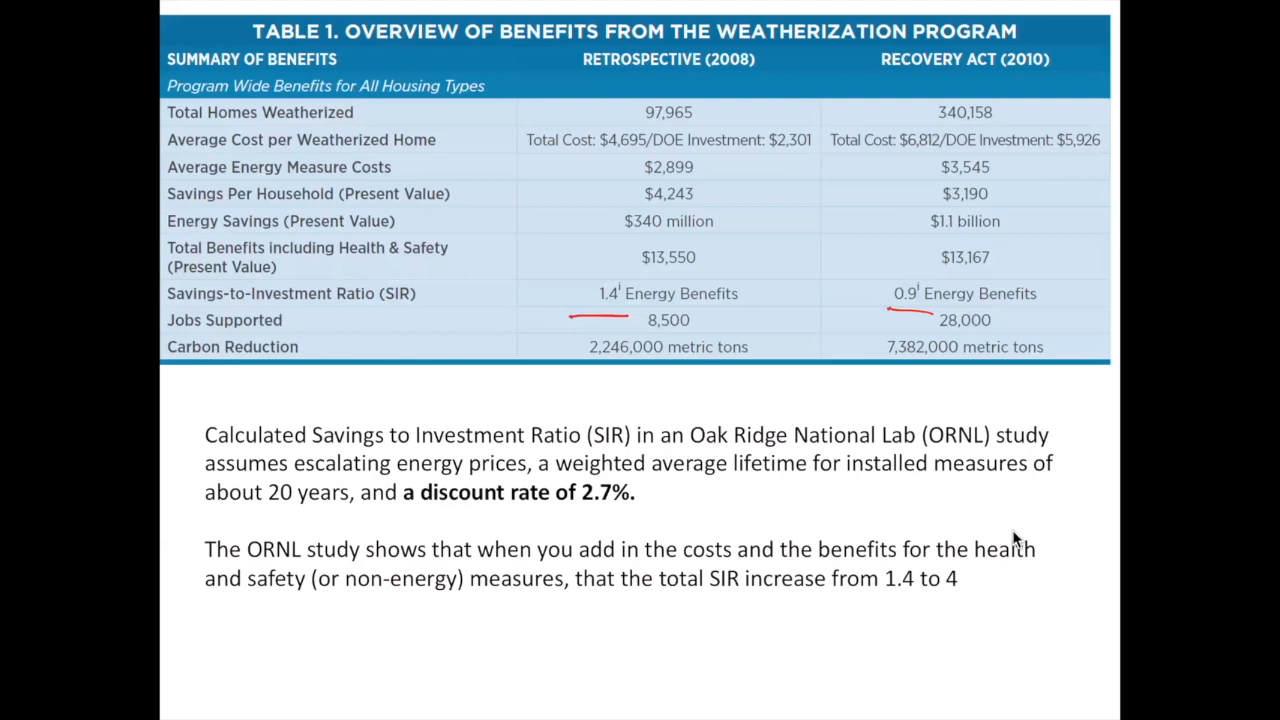 TABLE 1. OVERVIEW OF BENEFITS FROM THE WEATHERIZATION PROGRAM
SUMMARY OF BENEFITS RETROSPECTIVE (2008) RECOVERY ACT (2010)
Program Wide Benefits for All Housing Types
Total Homes Weatherized 97,965 340,158
Average Cost per Weatherized Home Total Cost: $4,695/DOE Investment: $2,301 Total Cost: $6,812/DOE Investment: $5,926
Average Energy Measure Costs $2,899 $3,545
Savings Per Household (Present Value) $4,243 $3,190
Energy Savings (Present Value) $340 million $1.1 billion
Total Benefits including Health & Safety
(Present Value) $13,550 $13,167
Savings-to-Investment Ratio (SIR) 1.4i Energy Benefits 0.9i Energy Benefits
Jobs Supported 8,500 28,000
Carbon Reduction 2,246,000 metric tons 7,382,000 metric tons
Calculated Savings to Investment Ratio (SIR) in an Oak Ridge National Lab (ORNL) study
assumes escalating energy prices, a weighted average lifetime for installed measures of
about 20 years, and a discount rate of 2.7%.
The ORNL study shows that when you add in the costs and the benefits for the health
and safety (or non-energy) measures, that the total SIR increase from 1.4 to 4